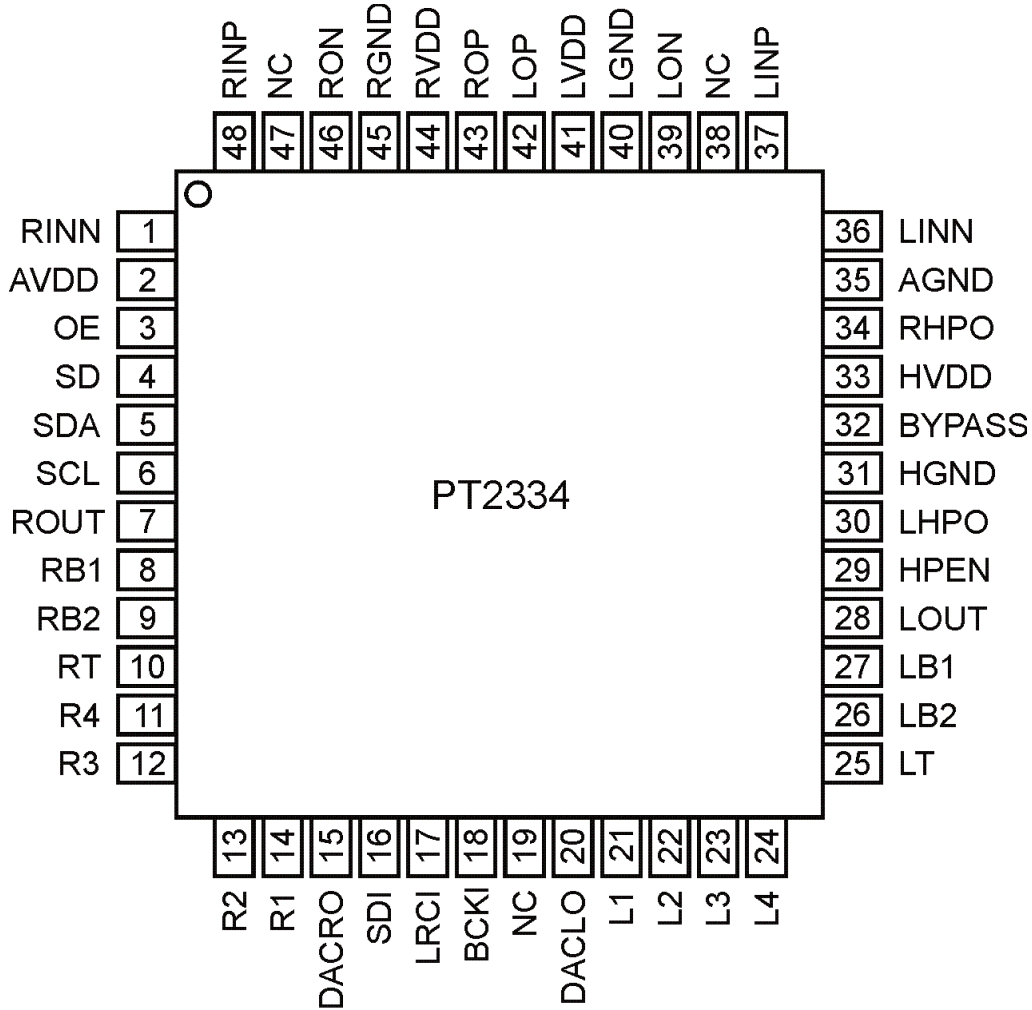 RINP NC RON RGND RVDD ROP LOP LVDD LGND LON NC LINP
48 47 46 45 44 43 42 41 40 39 38 37
RINN 1 36 LINN
AVDD 2 35 AGND
OE 3 34 RHPO
SD 4 33 HVDD
SDA 5 32 BYPASS
SCL 6 31 HGND
PT2334
ROUT 7 30 LHPO
RB1 8 29 HPEN
RB2 9 28 LOUT
RT 10 27 LB1
R4 11 26 LB2
R3 12 25 LT
13 14 15 16 17 18 19 20 21 22 23 24
R2 R1 DACRO SDI LRCI BCKI NC DACLO L1 L2 L3 L4